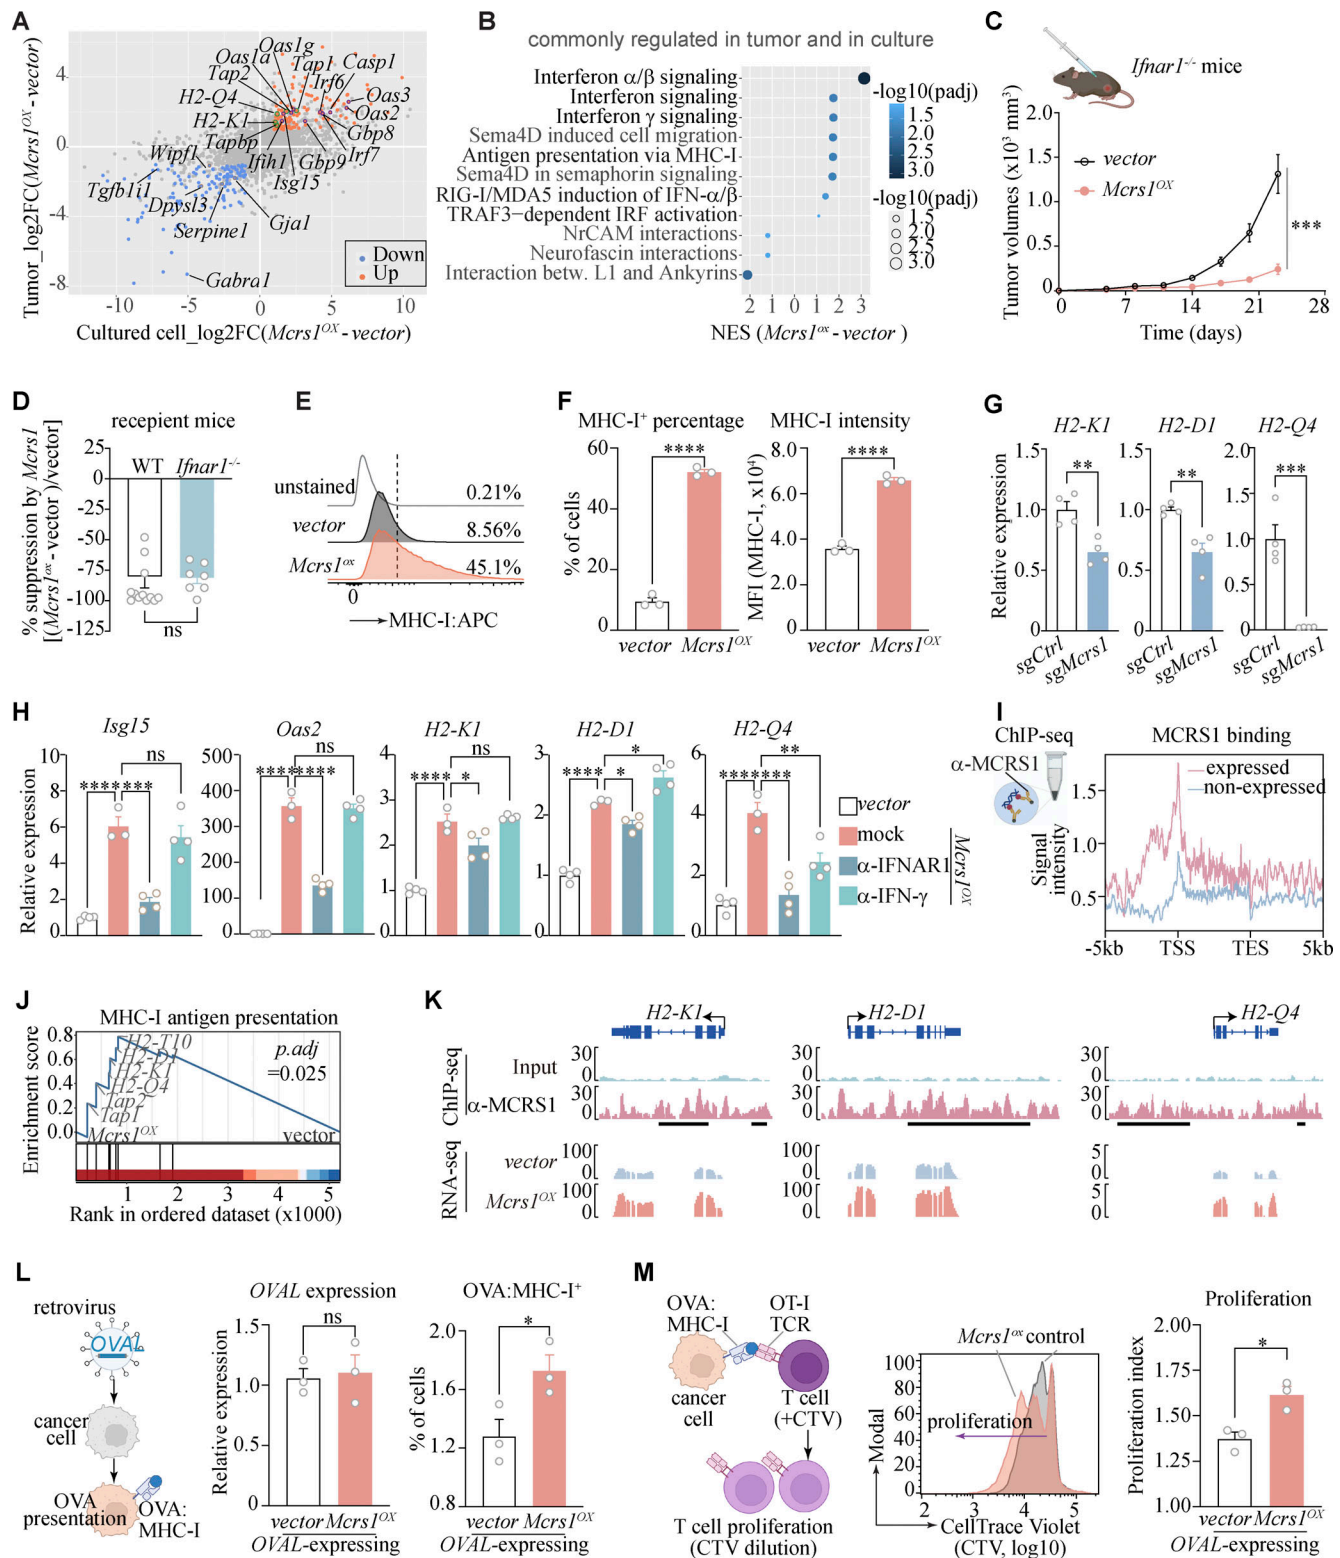 A
Tumor_log2FC(Mcrs1OX-vector)
4
0
-4
-8
Oas1g
Oas1a
Tap1
Casp1
Tap2
Irf6
H2-Q4
Oas3
H2-K1
Oas2
Tapbp
Gbp8
Wipf1
Ifih1
Gbp9
Irf7
Tgfb1i1
Isg15
Dpysl3
Gja1
Serpine1
Gabra1
Down
Up
-10
-5
0
5
10
Cultured cell_log2FC(Mcrs1OX-vector)
B
commonly regulated in tumor and in culture
Interferon α/β signaling
Interferon signaling
Interferon γ signaling
Sema4D induced cell migration
Antigen presentation via MHC-I
Sema4D in semaphorin signaling
RIG-I/MDA5 induction of IFN-α/β
TRAF3−dependent IRF activation
NrCAM interactions
Neurofascin interactions
Interaction betw. L1 and Ankyrins
2 1 0 1 2 3
NES (Mcrs1ox-vector )
-log10(padj)
1.5
2.0
2.5
3.0
-log10(padj)
1.5
2.0
2.5
3.0
C
Ifnar1-/- mice
Tumor volumes (x10³ mm³)
2.0
1.5
1.0
0.5
0
vector
Mcrs1OX
***
0 7 14 21 28
Time (days)
D
recepient mice
% suppression by Mcrs1
[(Mcrs1ox-vector )/vector]
25
0
-25
-50
-75
-100
-125
WT
Ifnar1-/-
ns
E
unstained
0.21%
vector
8.56%
Mcrs1ox
45.1%
0
MHC-I:APC
F
MHC-I+ percentage
% of cells
60
40
20
0
****
vector Mcrs1OX
MHC-I intensity
MFI (MHC-I, x10⁴)
8.0
6.0
4.0
2.0
0
****
vector Mcrs1OX
G
Relative expression
H2-K1
1.5
1.0
0.5
0
**
sgCtrl
sgMcrs1
H2-D1
1.5
1.0
0.5
0
**
sgCtrl
sgMcrs1
H2-Q4
2.0
1.5
1.0
0.5
0
***
sgCtrl
sgMcrs1
H
Relative expression
Isg15
10
8
6
4
2
0
****
***
ns
Oas2
500
400
300
200
100
0
****
****
ns
H2-K1
4
3
2
1
0
****
*
ns
H2-D1
3
2
1
0
****
*
*
H2-Q4
6
4
2
0
****
***
**
vector
mock
α-IFNAR1
α-IFN-γ
Mcrs1OX
I
ChIP-seq
α-MCRS1
MCRS1 binding
Signal
intensity
1.5
1.0
0.5
expressed
non-expressed
-5kb TSS TES 5kb
J
MHC-I antigen presentation
Enrichment score
0.8
0.6
0.4
0.2
0.0
H2-T10
H2-D1
H2-K1
H2-Q4
Tap2
Tap1
p.adj
=0.025
Mcrs1OX
vector
1 2 3 4 5
Rank in ordered dataset (x1000)
K
H2-K1
H2-D1
H2-Q4
ChIP-seq
Input
30
0
30
0
30
0
α-MCRS1
30
0
30
0
30
0
RNA-seq
vector
100
0
100
0
5
0
Mcrs1OX
100
0
100
0
5
0
L
retrovirus
OVAL
cancer
cell
OVA
presentation
OVA:
MHC-I
OVAL expression
Relative expression
1.5
1.0
0.5
0
ns
vector Mcrs1OX
OVAL-expressing
OVA:MHC-I+
% of cells
2.0
1.6
1.2
0.8
*
vector Mcrs1OX
OVAL-expressing
M
OVA:
MHC-I
OT-I
TCR
cancer
cell
T cell
(+CTV)
T cell proliferation
(CTV dilution)
Mcrs1ox control
Modal
100
80
60
40
20
0
proliferation
2 3 4 5
CellTrace Violet
(CTV, log10)
Proliferation
Proliferation index
2.00
1.75
1.50
1.25
1.00
*
vector Mcrs1OX
OVAL-expressing